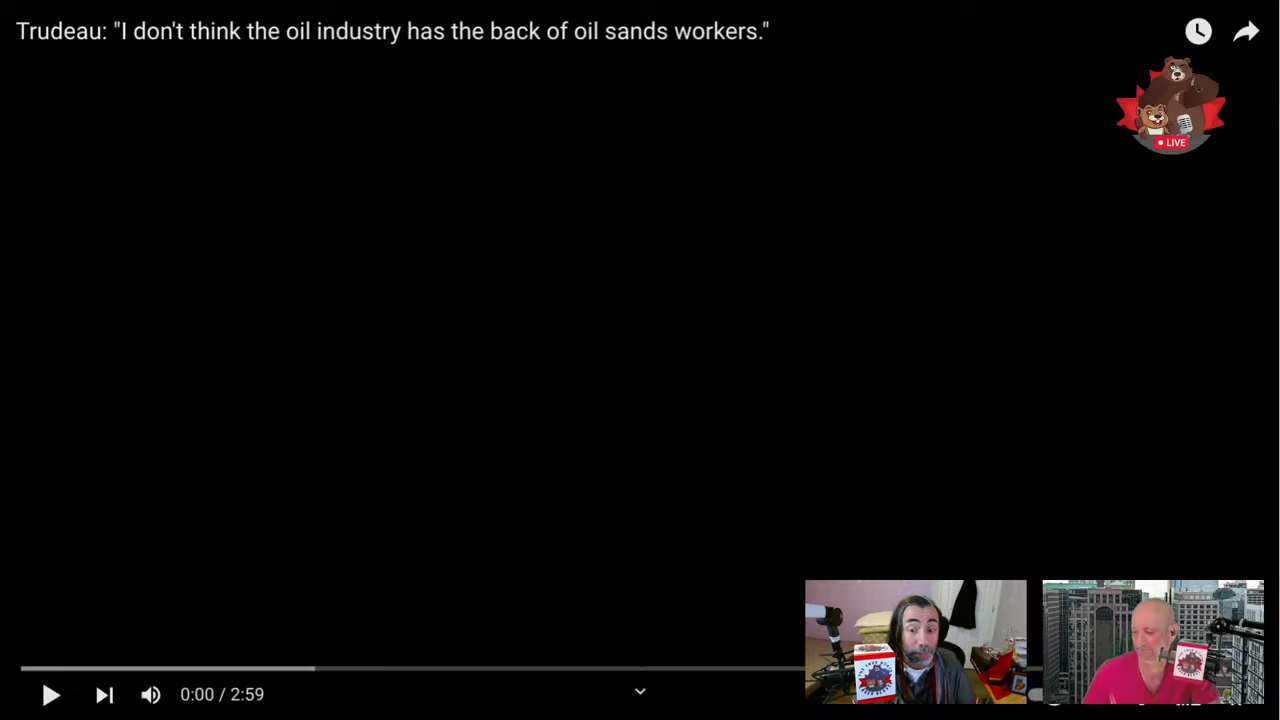 Trudeau: "I don't think the oil industry has the back of oil sands workers."
LIVE
0:00 / 2:59